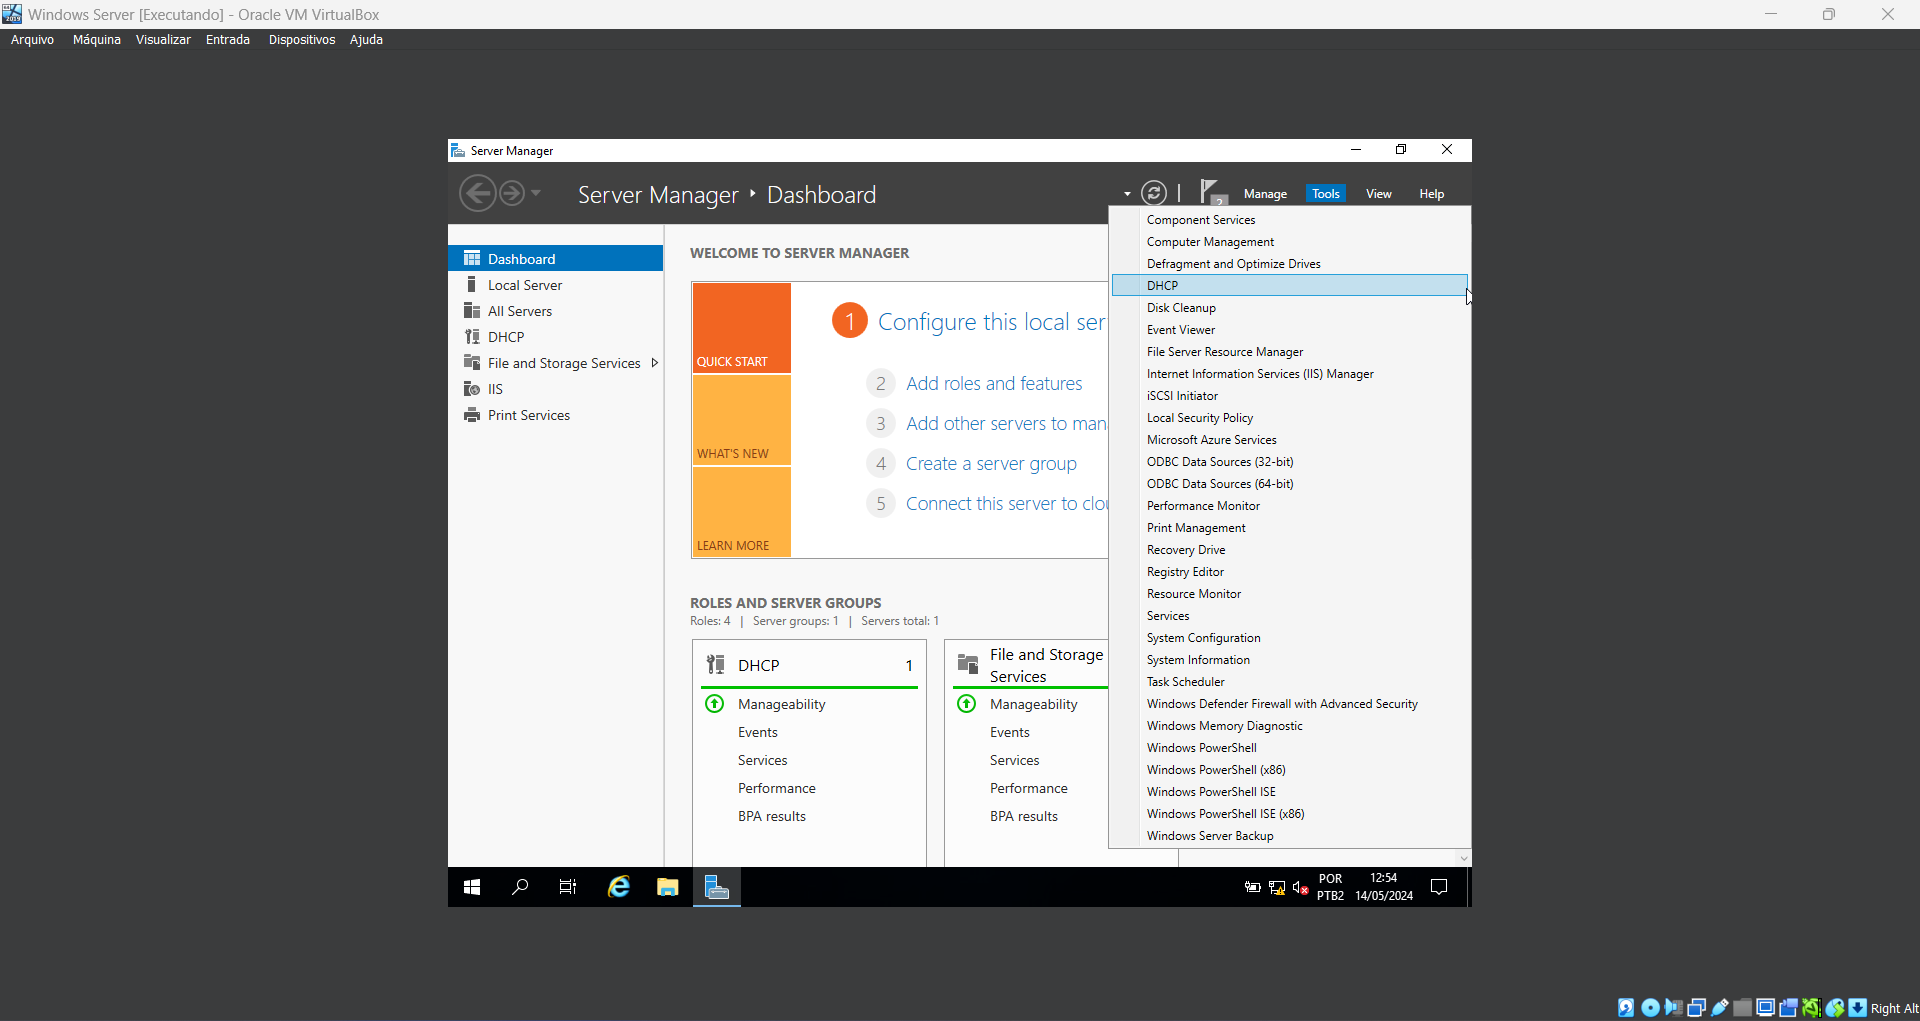 Windows Server [Executando] - Oracle VM VirtualBox
Arquivo Máquina Visualizar Entrada Dispositivos Ajuda
Server Manager
Server Manager Dashboard
Manage Tools View Help
Dashboard
Local Server
All Servers
DHCP
File and Storage Services
IIS
Print Services
WELCOME TO SERVER MANAGER
QUICK START
WHAT'S NEW
LEARN MORE
1 Configure this local ser
2 Add roles and features
3 Add other servers to man
4 Create a server group
5 Connect this server to clou
ROLES AND SERVER GROUPS
Roles: 4 | Server groups: 1 | Servers total: 1
DHCP 1
Manageability
Events
Services
Performance
BPA results
File and Storage
Services
Manageability
Events
Services
Performance
BPA results
Component Services
Computer Management
Defragment and Optimize Drives
DHCP
Disk Cleanup
Event Viewer
File Server Resource Manager
Internet Information Services (IIS) Manager
iSCSI Initiator
Local Security Policy
Microsoft Azure Services
ODBC Data Sources (32-bit)
ODBC Data Sources (64-bit)
Performance Monitor
Print Management
Recovery Drive
Registry Editor
Resource Monitor
Services
System Configuration
System Information
Task Scheduler
Windows Defender Firewall with Advanced Security
Windows Memory Diagnostic
Windows PowerShell
Windows PowerShell (x86)
Windows PowerShell ISE
Windows PowerShell ISE (x86)
Windows Server Backup
POR
PTB2
12:54
14/05/2024
Right Alt